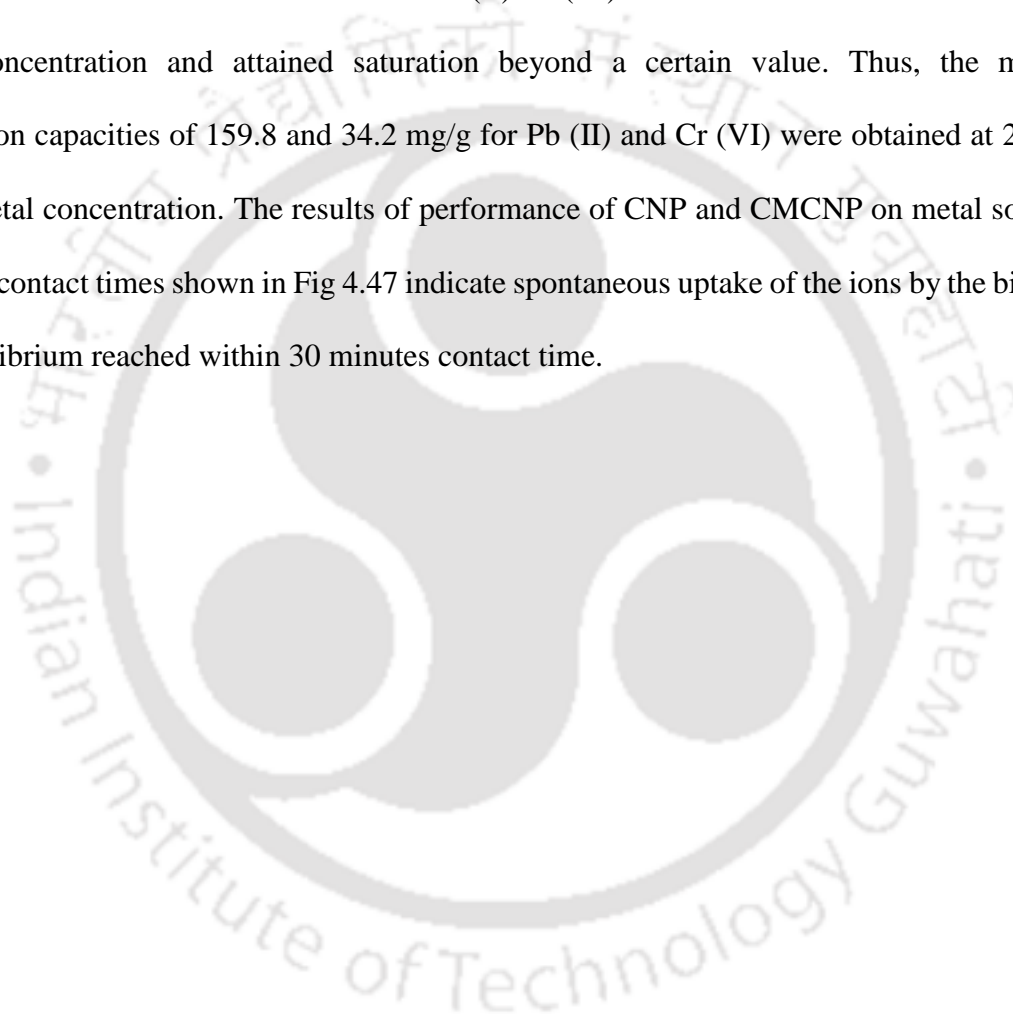 oncentration and attained saturation beyond a certain value. Thus, the m
on capacities of 159.8 and 34.2 mg/g for Pb (II) and Cr (VI) were obtained at 2
etal concentration. The results of performance of CNP and CMCNP on metal so
contact times shown in Fig 4.47 indicate spontaneous uptake of the ions by the bi
ibrium reached within 30 minutes contact time.
Indian Institute of Technology Guwahati